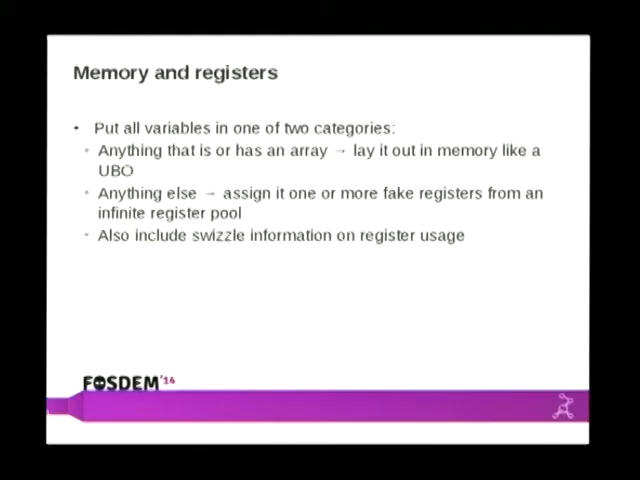 Memory and registers
• Put all variables in one of two categories:
• Anything that is or has an array → lay it out in memory like a
UBO
• Anything else → assign it one or more fake registers from an
infinite register pool
• Also include swizzle information on register usage
FOSDEM'14